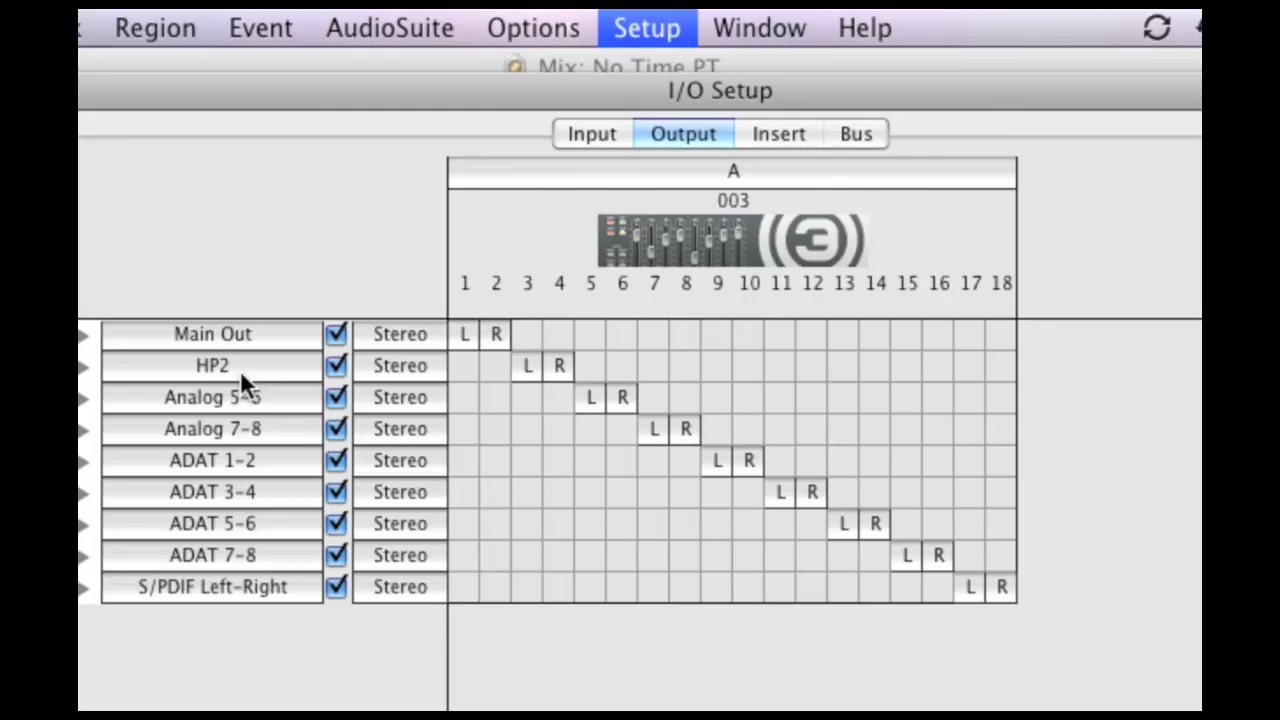 Region Event AudioSuite Options Setup Window Help
Mix: No Time PT
I/O Setup
Input Output Insert Bus
A
003
1 2 3 4 5 6 7 8 9 10 11 12 13 14 15 16 17 18
Main Out Stereo L R
HP2 Stereo L R
Analog 5-6 Stereo L R
Analog 7-8 Stereo L R
ADAT 1-2 Stereo L R
ADAT 3-4 Stereo L R
ADAT 5-6 Stereo L R
ADAT 7-8 Stereo L R
S/PDIF Left-Right Stereo L R